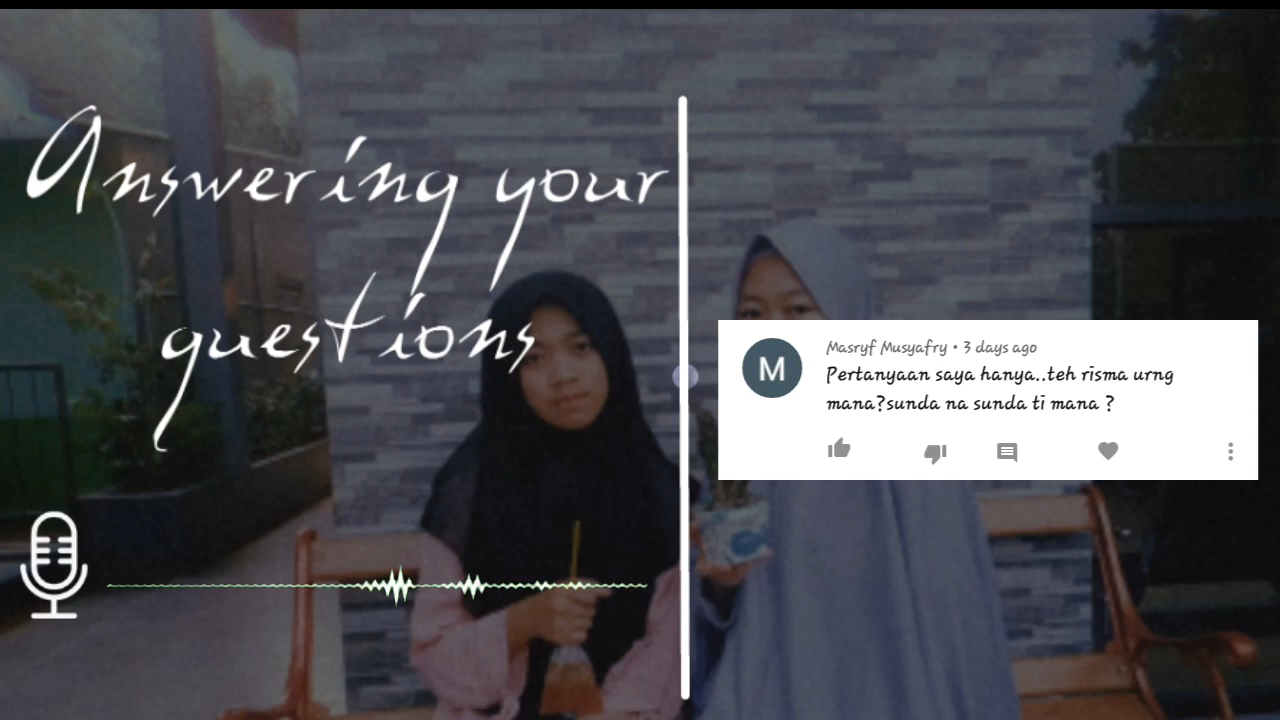 Answering your
questions
M
Masryf Musyafry • 3 days ago
Pertanyaan saya hanya..teh risma urng
mana?sunda na sunda ti mana ?